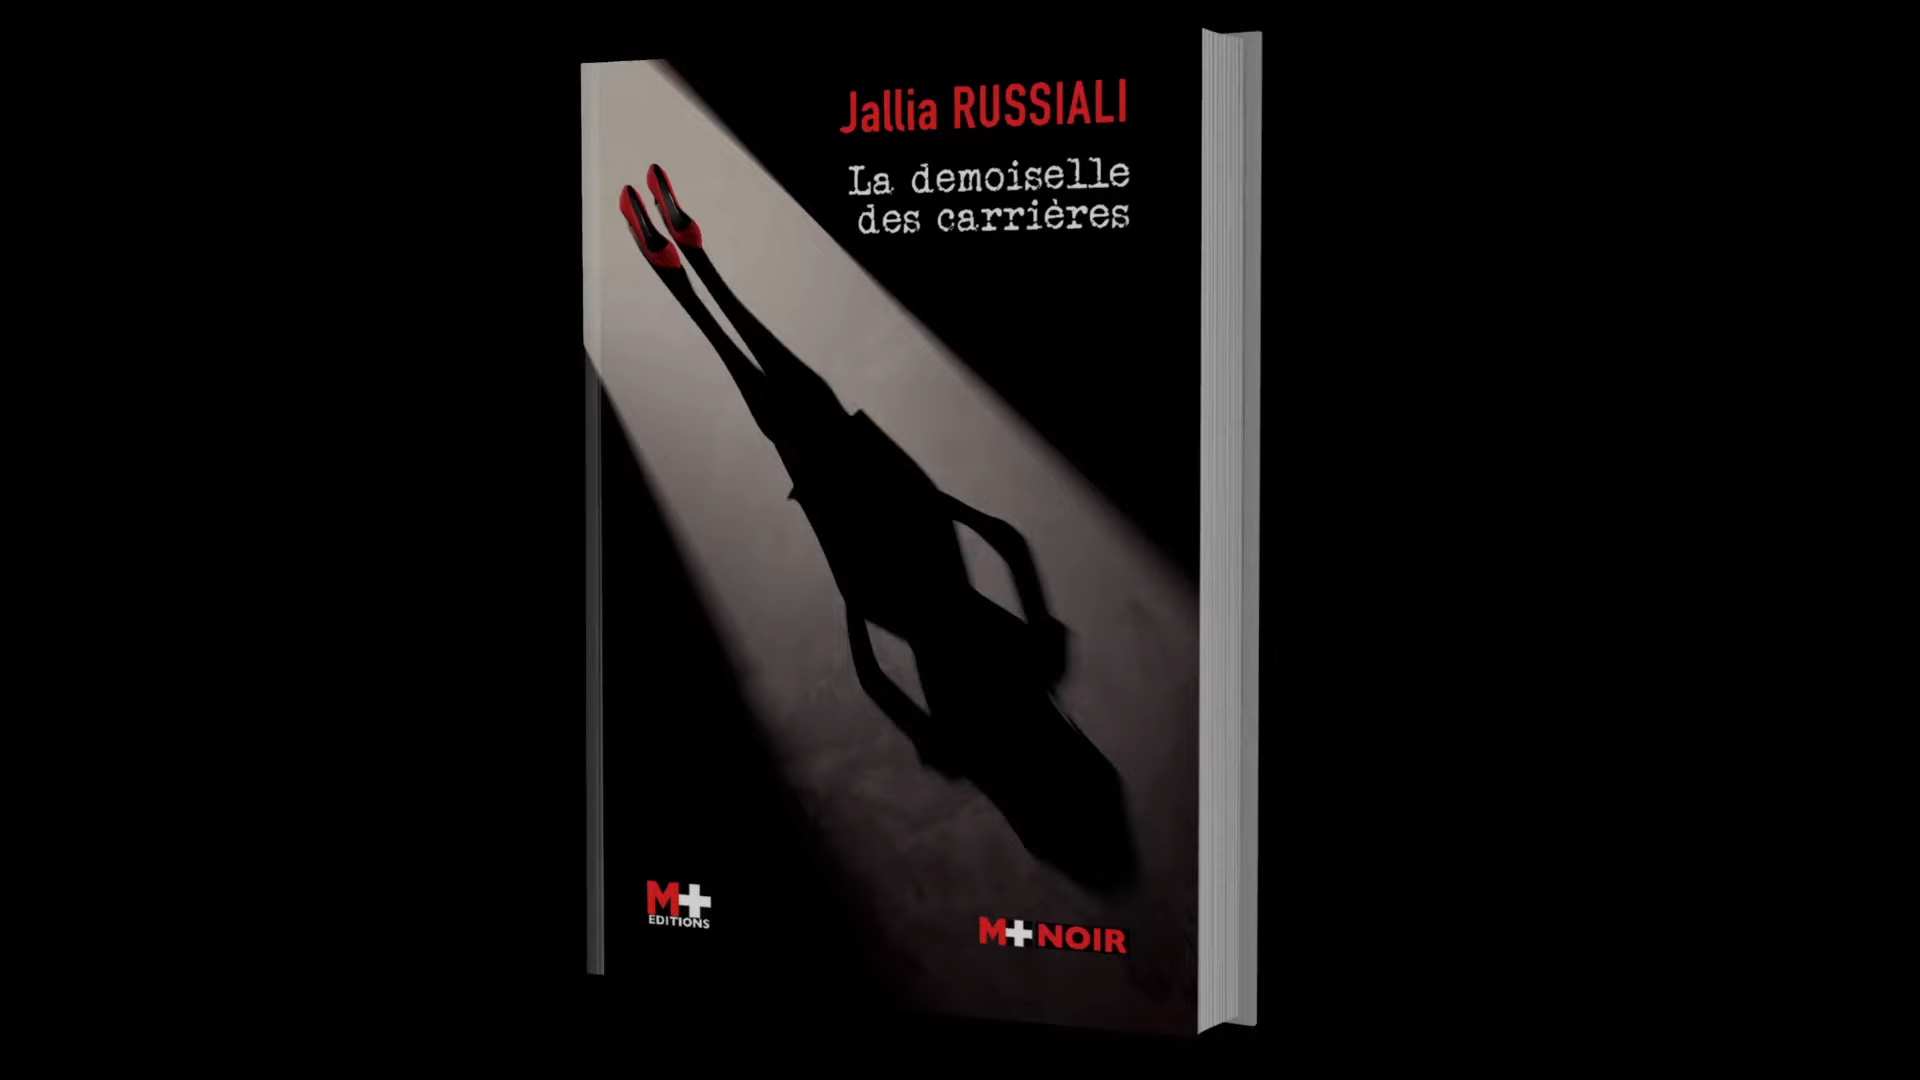 Jallia RUSSIALI
La demoiselle
des carrières
M+
EDITIONS
M+ NOIR